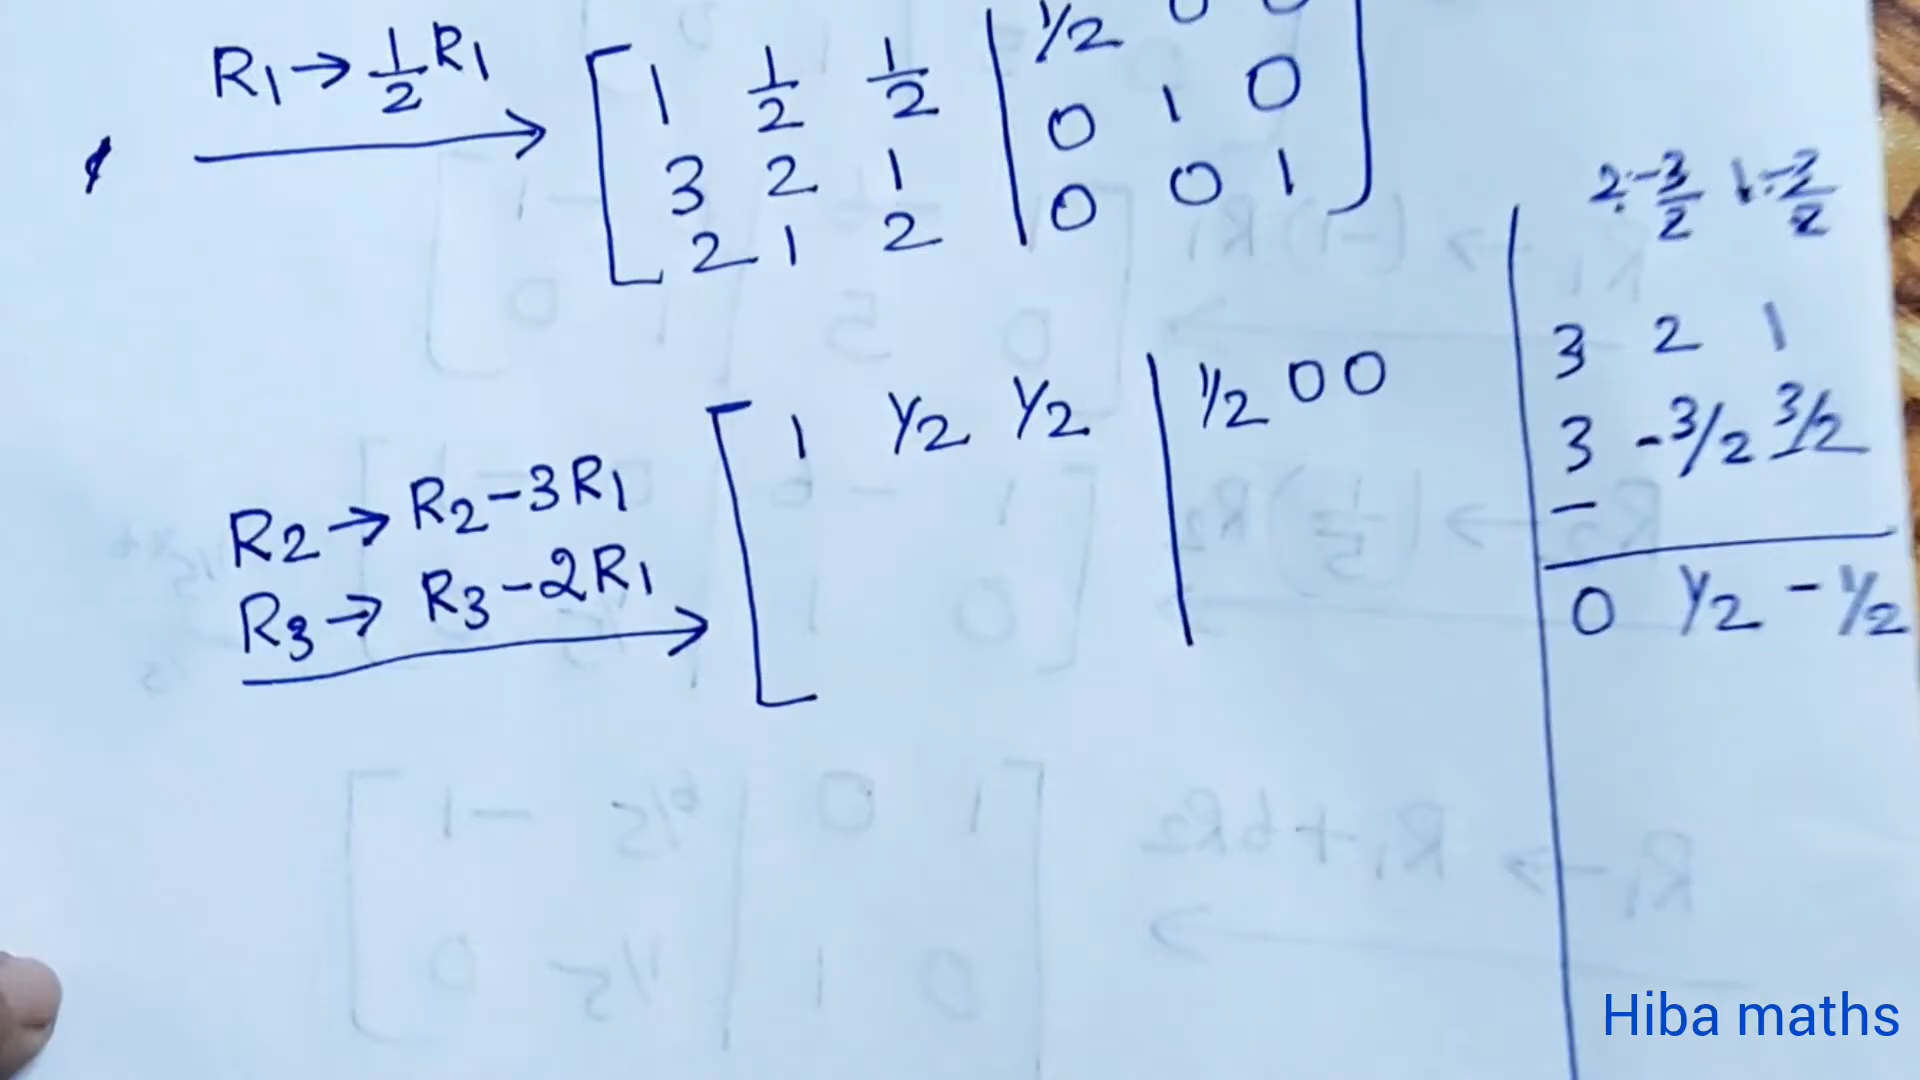 R1 → 1/2 R1 [ 1 1/2 1/2 | 1/2 0 0
3 2 1 | 0 1 0
2 1 2 | 0 0 1 ]
2 - 3/2
3 2 1
3 - 3/2 3/2
-
0 1/2 - 1/2
R2 → R2 - 3R1 [ 1 1/2 1/2 | 1/2 0 0
R3 → R3 - 2R1
Hiba maths